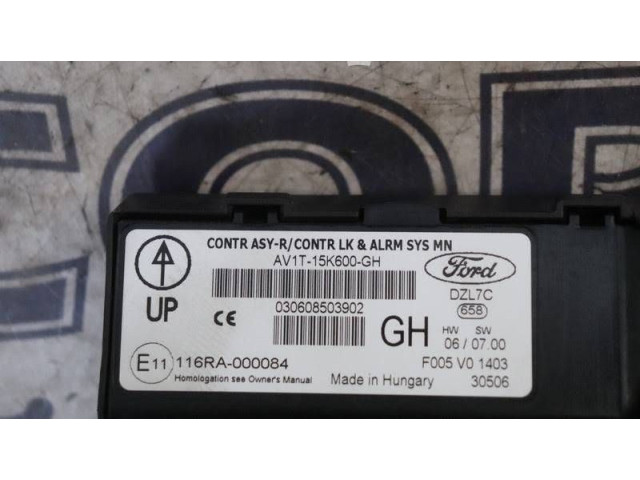 CONTR ASY-R/CONTR LK & ALRM SYS MN
AV1T-15K600-GH
Ford
UP
CE
030608503902
GH
DZL7C
658
HW SW
06 / 07.00
E11 116RA-000084
F005 V0 1403
Homologation see Owner's Manual
Made in Hungary
30506